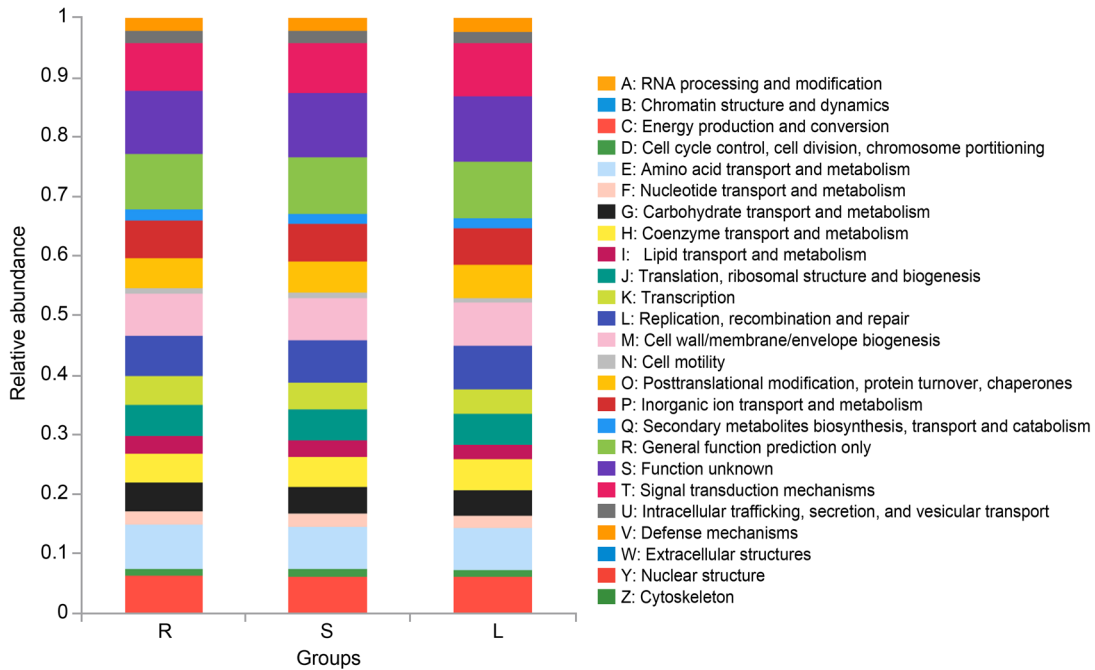 1
0.9
0.8
0.7
0.6
0.5
0.4
0.3
0.2
0.1
0
Relative abundance
R
S
L
Groups
A: RNA processing and modification
B: Chromatin structure and dynamics
C: Energy production and conversion
D: Cell cycle control, cell division, chromosome portitioning
E: Amino acid transport and metabolism
F: Nucleotide transport and metabolism
G: Carbohydrate transport and metabolism
H: Coenzyme transport and metabolism
I: Lipid transport and metabolism
J: Translation, ribosomal structure and biogenesis
K: Transcription
L: Replication, recombination and repair
M: Cell wall/membrane/envelope biogenesis
N: Cell motility
O: Posttranslational modification, protein turnover, chaperones
P: Inorganic ion transport and metabolism
Q: Secondary metabolites biosynthesis, transport and catabolism
R: General function prediction only
S: Function unknown
T: Signal transduction mechanisms
U: Intracellular trafficking, secretion, and vesicular transport
V: Defense mechanisms
W: Extracellular structures
Y: Nuclear structure
Z: Cytoskeleton